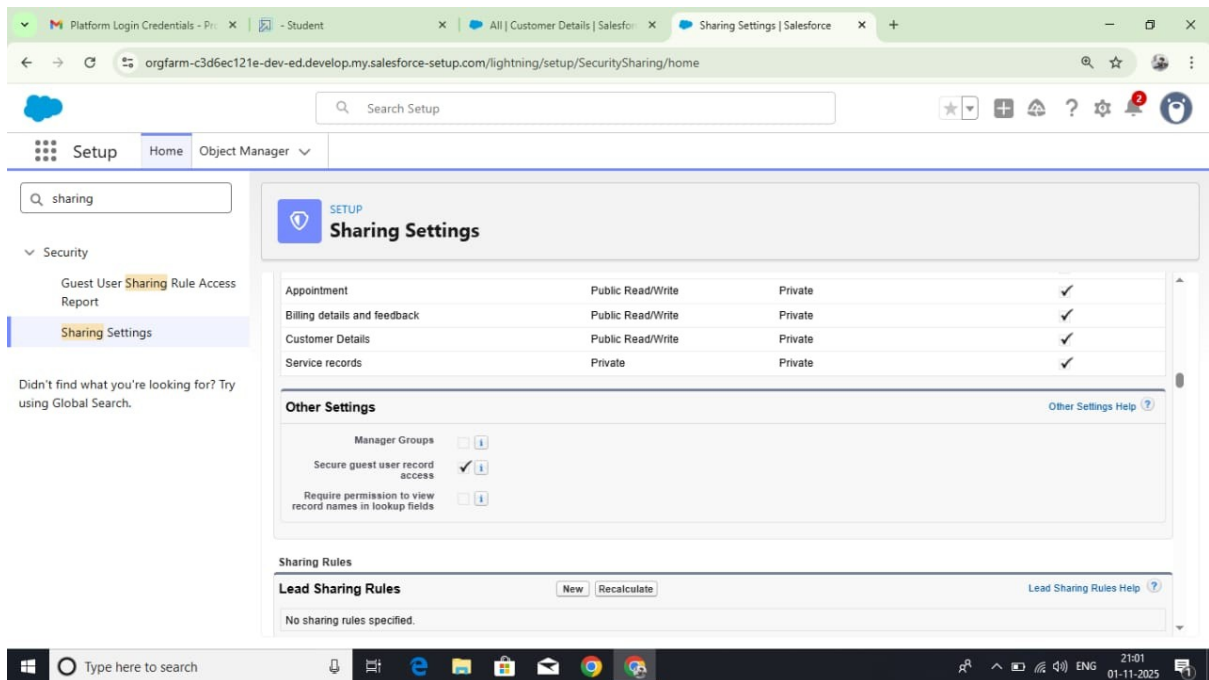 Platform Login Credentials - Pr
- Student
All | Customer Details | Salesfor
Sharing Settings | Salesforce
orgfarm-c3d6ec121e-dev-ed.develop.my.salesforce-setup.com/lightning/setup/SecuritySharing/home
Search Setup
2
Setup
Home
Object Manager
sharing
SETUP
Sharing Settings
Security
Guest User Sharing Rule Access
Report
Sharing Settings
Didn't find what you're looking for? Try
using Global Search.
Appointment Public Read/Write Private
Billing details and feedback Public Read/Write Private
Customer Details Public Read/Write Private
Service records Private Private
Other Settings
Other Settings Help ?
Manager Groups
Secure guest user record
access
Require permission to view
record names in lookup fields
Sharing Rules
Lead Sharing Rules
New
Recalculate
Lead Sharing Rules Help ?
No sharing rules specified.
Type here to search
ENG
21:01
01-11-2025